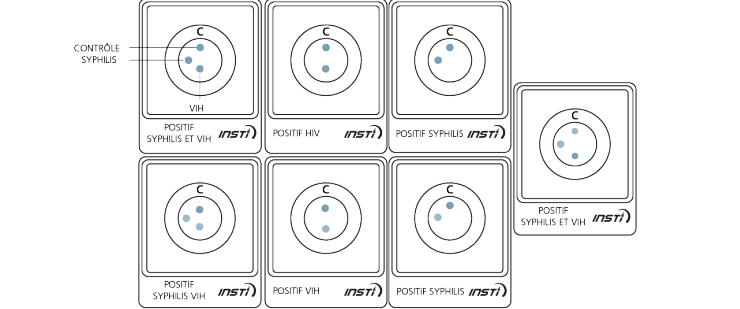 C
C
C
CONTRÔLE
SYPHILIS
VIH
POSITIF
SYPHILIS ET VIH
INSTI
POSITIF HIV
INSTI
POSITIF SYPHILIS
INSTI
C
POSITIF
SYPHILIS ET VIH
INSTI
C
C
C
POSITIF
SYPHILIS VIH
INSTI
POSITIF VIH
INSTI
POSITIF SYPHILIS
INSTI